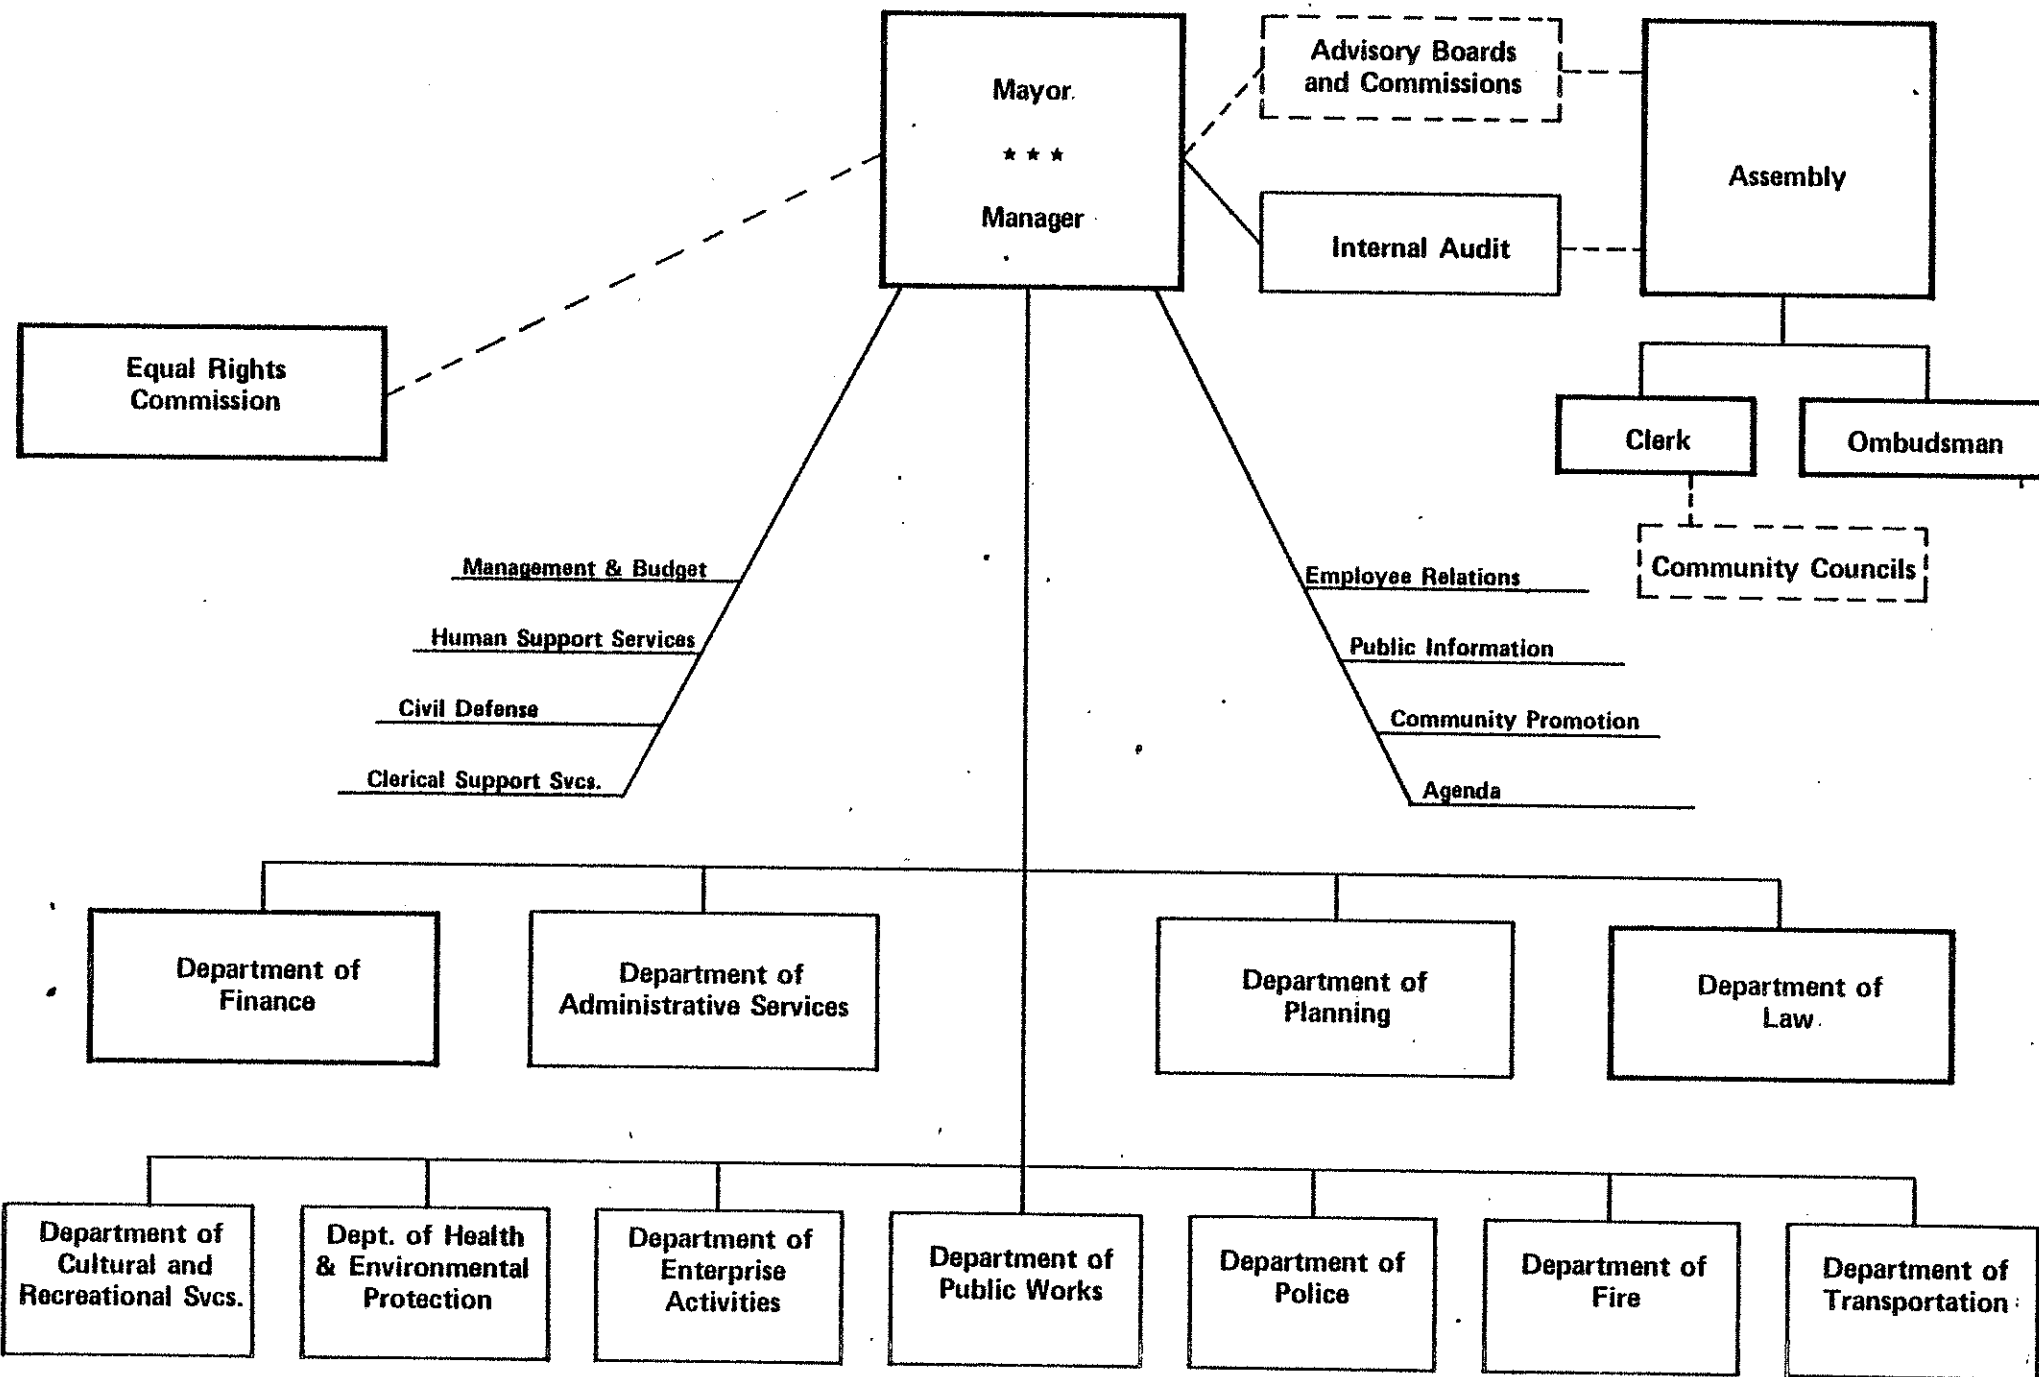 Mayor
* * *
Manager
Advisory Boards
and Commissions
Internal Audit
Assembly
Equal Rights
Commission
Clerk
Ombudsman
Community Councils
Management & Budget
Human Support Services
Civil Defense
Clerical Support Svcs.
Employee Relations
Public Information
Community Promotion
Agenda
Department of
Finance
Department of
Administrative Services
Department of
Planning
Department of
Law
Department of
Cultural and
Recreational Svcs.
Dept. of Health
& Environmental
Protection
Department of
Enterprise
Activities
Department of
Public Works
Department of
Police
Department of
Fire
Department of
Transportation